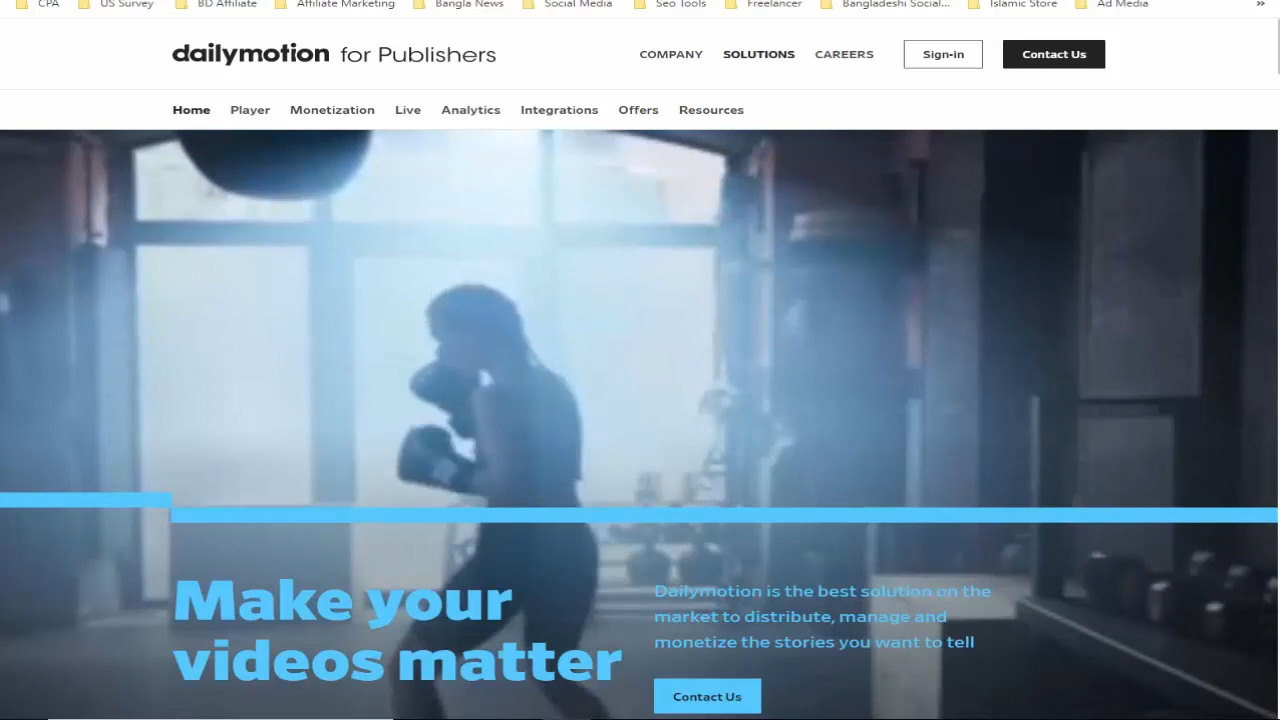 CPA US Survey BD Affiliate Affiliate Marketing Bangla News Social Media Seo Tools Freelancer Bangladeshi Social... Islamic Store Ad Media »
dailymotion for Publishers COMPANY SOLUTIONS CAREERS Sign-in Contact Us
Home Player Monetization Live Analytics Integrations Offers Resources
Make your
videos matter
Dailymotion is the best solution on the
market to distribute, manage and
monetize the stories you want to tell
Contact Us